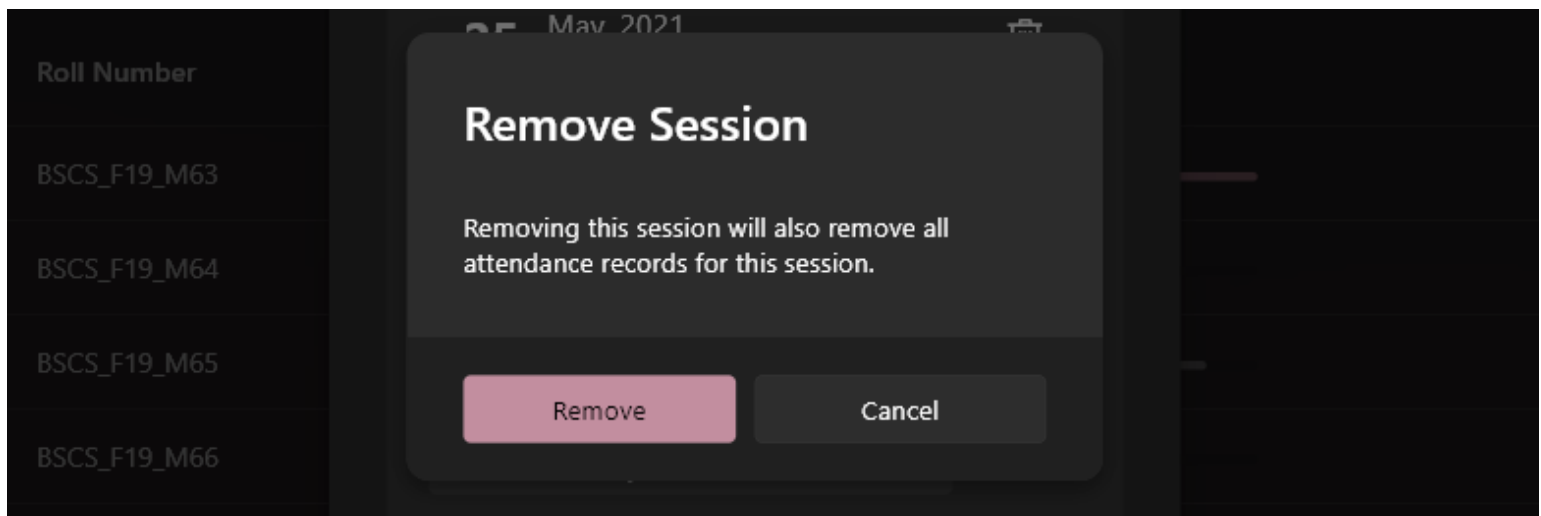 May, 2021
Roll Number
Remove Session
BSCS_F19_M63
Removing this session will also remove all
attendance records for this session.
BSCS_F19_M64
BSCS_F19_M65
Remove
Cancel
BSCS_F19_M66